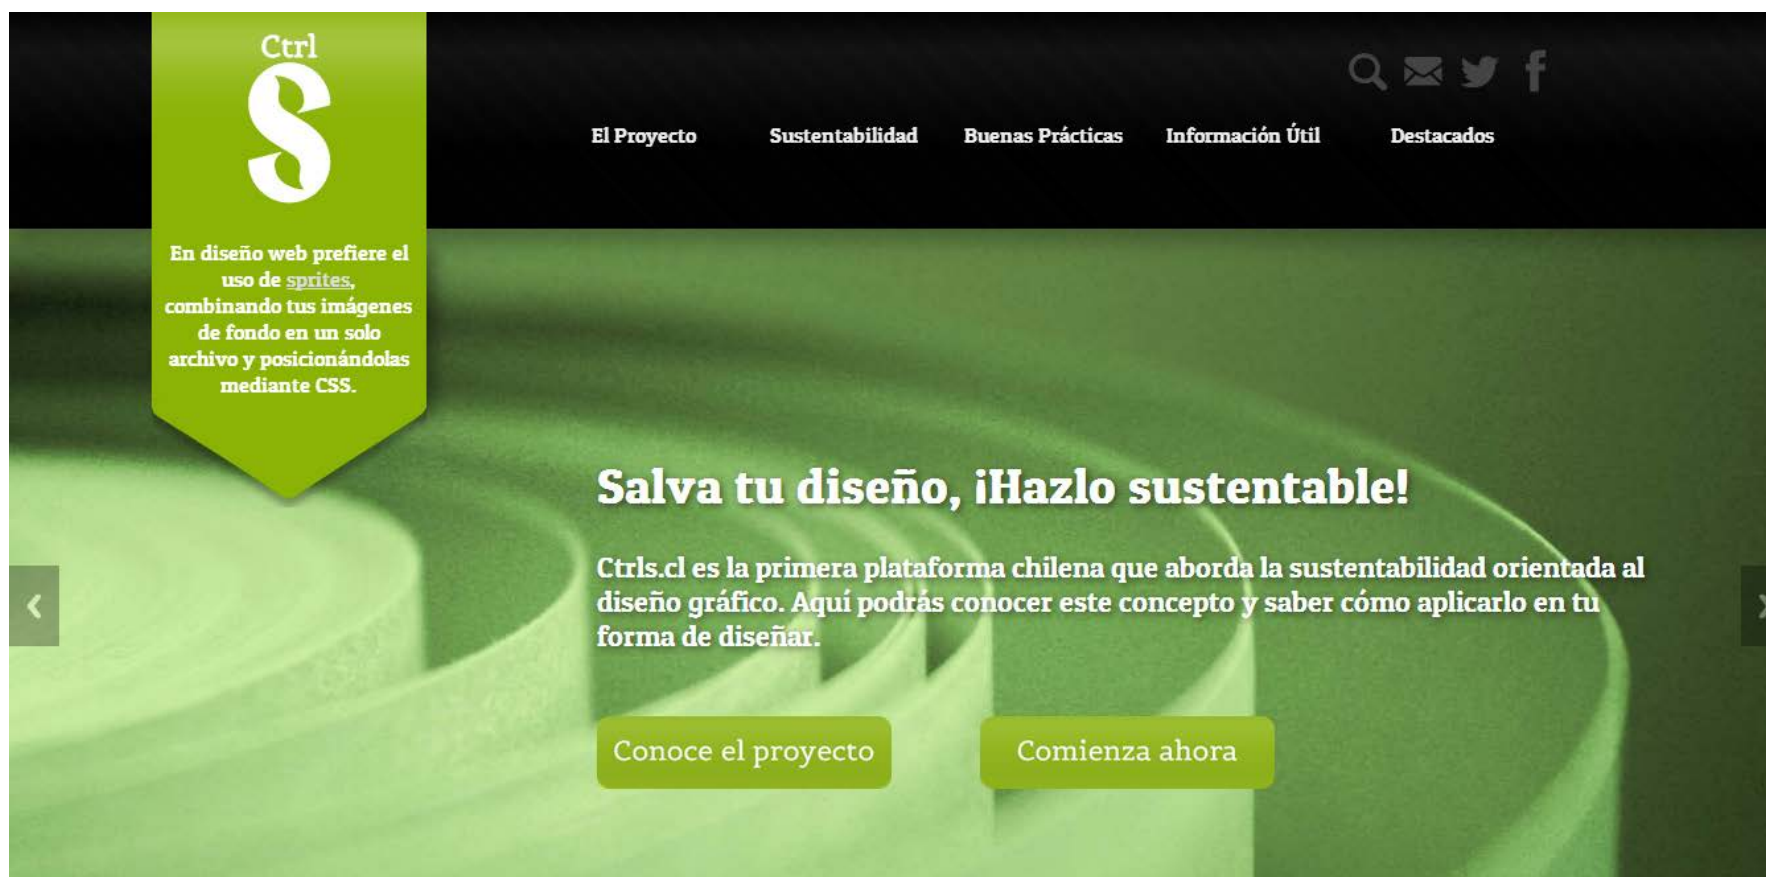 Ctrl
S
El Proyecto
Sustentabilidad
Buenas Prácticas
Información Útil
Destacados
En diseño web prefiere el
uso de sprites,
combinando tus imágenes
de fondo en un solo
archivo y posicionándolas
mediante CSS.
Salva tu diseño, ¡Hazlo sustentable!
Ctrls.cl es la primera plataforma chilena que aborda la sustentabilidad orientada al
diseño gráfico. Aquí podrás conocer este concepto y saber cómo aplicarlo en tu
forma de diseñar.
Conoce el proyecto
Comienza ahora